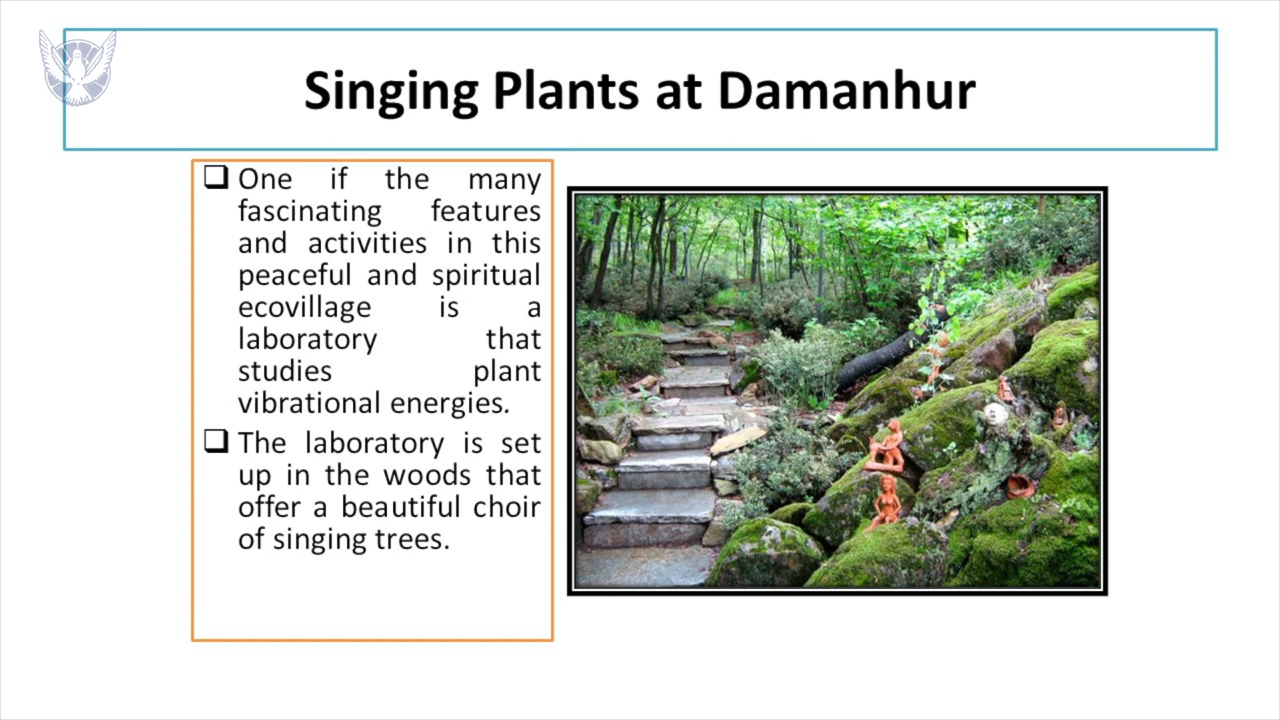 Singing Plants at Damanhur
❑ One if the many
fascinating features
and activities in this
peaceful and spiritual
ecovillage is a
laboratory that
studies plant
vibrational energies.
❑ The laboratory is set
up in the woods that
offer a beautiful choir
of singing trees.